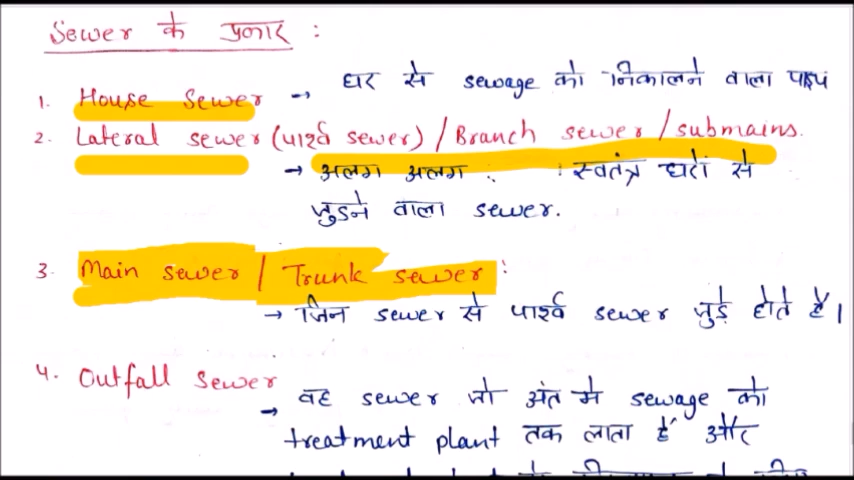 Sewer के प्रकार :
1. House Sewer → घर से sewage को निकालने वाला पाइप
2. Lateral sewer (पार्श्व sewer) / Branch sewer / submains.
→ अलग अलग : स्वतंत्र घरों से
जुडने वाला sewer.
3. Main sewer / Trunk sewer :
→ जिन sewer से पार्श्व sewer जुड़े होते हैं।
4. Outfall sewer
→ वह sewer जो अंत मे sewage को
treatment plant तक लाता है और